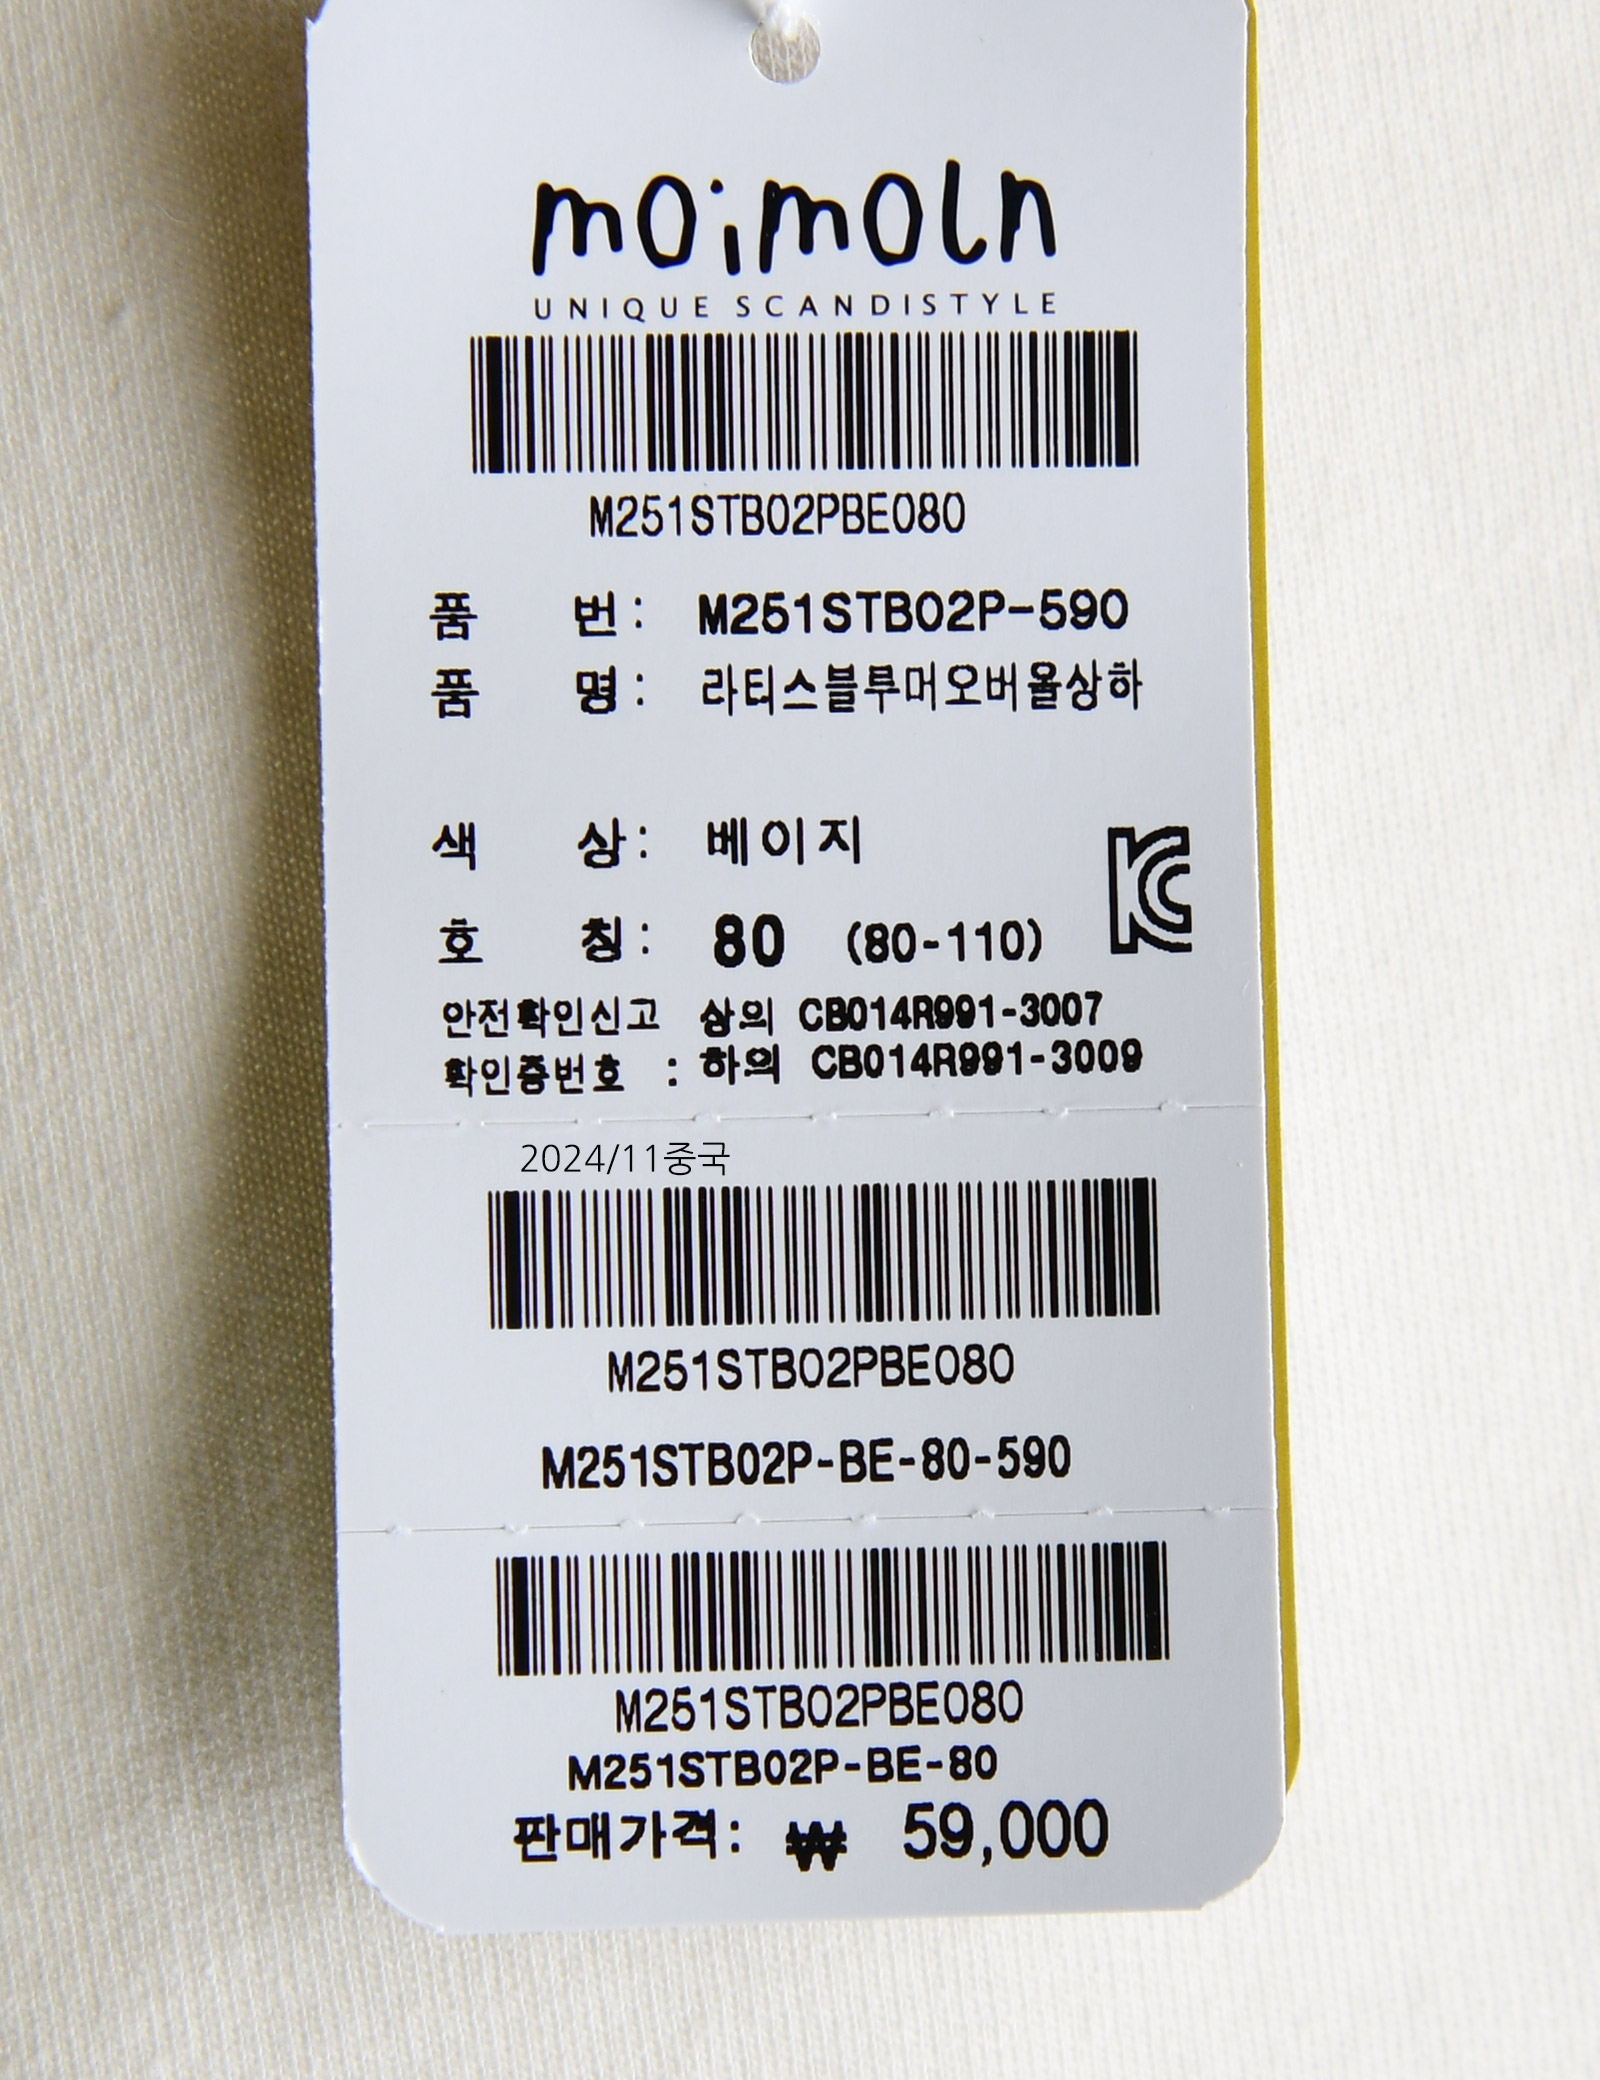 moimoln
UNIQUE SCANDISTYLE
M251STB02PBE080
품 번 : M251STB02P-590
품 명 : 라티스블루머오버올상하
색 상 : 베이지
호 칭 : 80 (80-110)
안전확인신고 상의 CB014R991-3007
확인증번호 : 하의 CB014R991-3009
2024/11중국
M251STB02PBE080
M251STB02P-BE-80-590
M251STB02PBE080
M251STB02P-BE-80
판매가격: ₩ 59,000